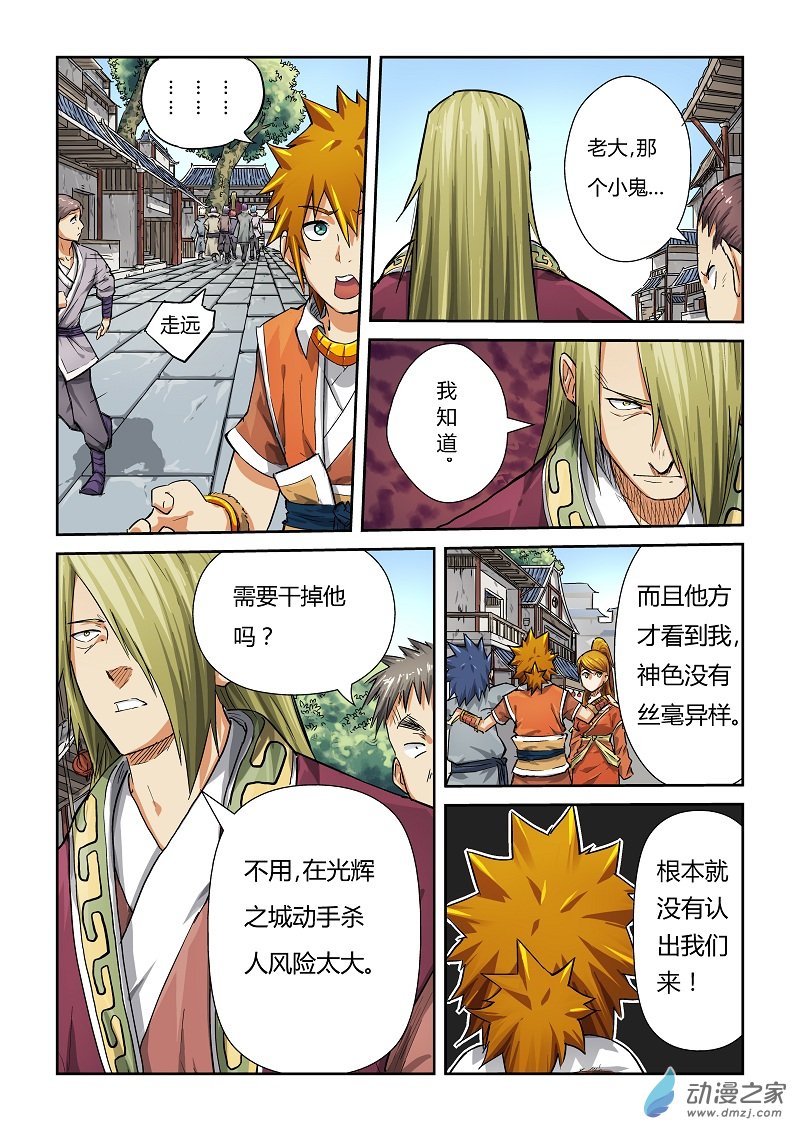 ⋮ ⋮ ⋮
走远
老大,那
个小鬼…
我
知
道
。
需要干掉他
吗？
不用,在光辉
之城动手杀
人风险太大。
而且他方
才看到我,
神色没有
丝毫异样。
根本就
没有认
出我们
来！
动漫之家
www.dmzj.com